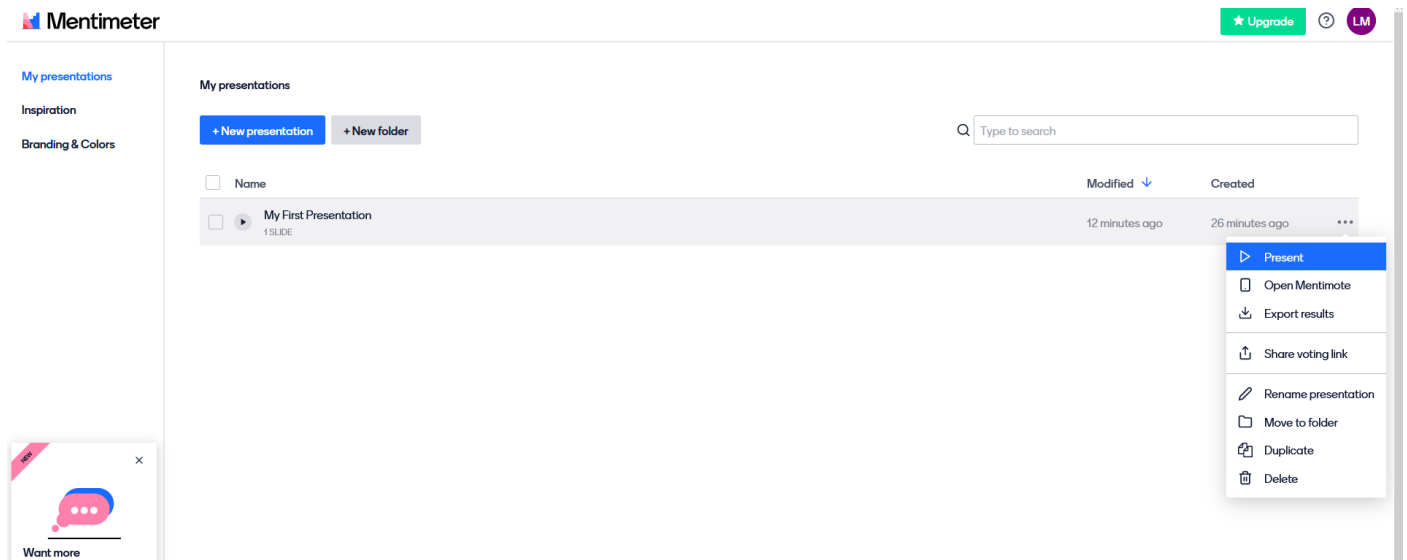 Mentimeter
Upgrade
LM
My presentations
Inspiration
Branding & Colors
My presentations
+ New presentation + New folder
Type to search
Name Modified Created
My First Presentation 12 minutes ago 26 minutes ago
1 SLIDE
Present
Open Mentimote
Export results
Share voting link
Rename presentation
Move to folder
Duplicate
Delete
NEW
Want more